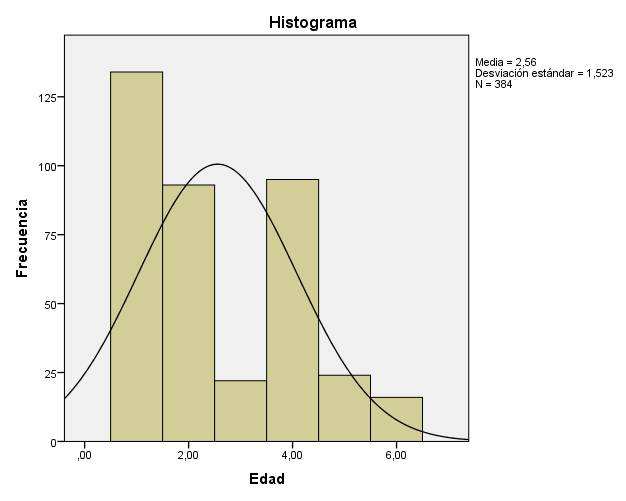 Histograma
Media = 2,56
Desviación estándar = 1,523
N = 384
125
100
75
50
25
0
Frecuencia
,00
2,00
4,00
6,00
Edad